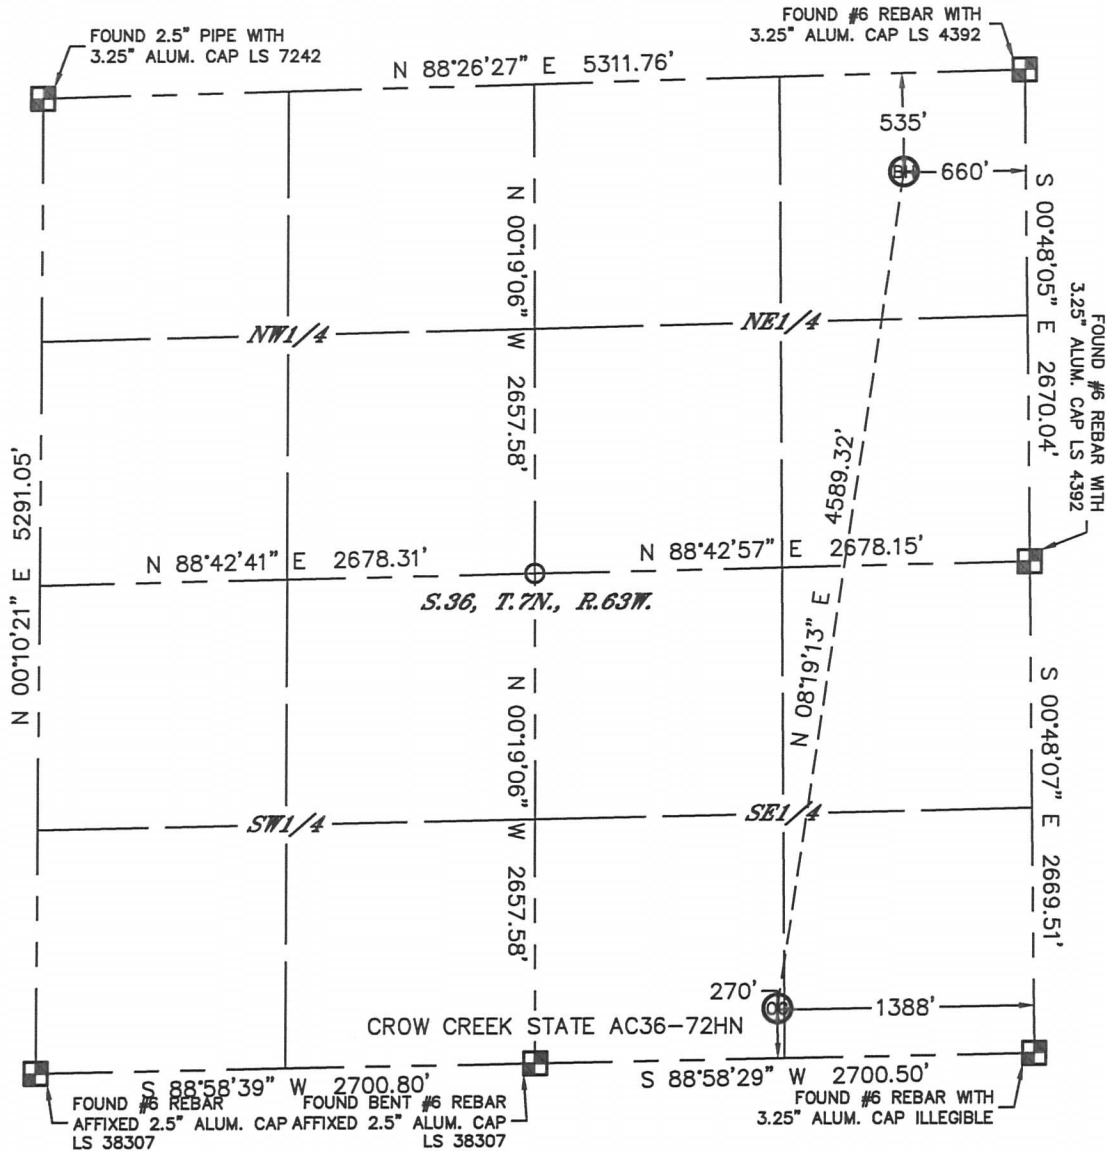 FOUND 2.5" PIPE WITH
3.25" ALUM. CAP LS 7242
FOUND #6 REBAR WITH
3.25" ALUM. CAP LS 4392
N 88°26'27" E 5311.76'
535'
BH
660'
N 00°19'06" W 2657.58'
S 00°48'05" E 2670.04'
FOUND #6 REBAR WITH
3.25" ALUM. CAP LS 4392
NW1/4
NE1/4
N 00°10'21" E 5291.05'
N 88°42'41" E 2678.31'
N 88°42'57" E 2678.15'
S.36, T.7N., R.63W.
N 08°19'13" E 4589.32'
N 00°19'06" W 2657.58'
S 00°48'07" E 2669.51'
SW1/4
SE1/4
270'
1388'
CROW CREEK STATE AC36-72HN
S 88°58'39" W 2700.80'
S 88°58'29" W 2700.50'
FOUND #6 REBAR
AFFIXED 2.5" ALUM. CAP
LS 38307
FOUND BENT #6 REBAR
AFFIXED 2.5" ALUM. CAP
LS 38307
FOUND #6 REBAR WITH
3.25" ALUM. CAP ILLEGIBLE